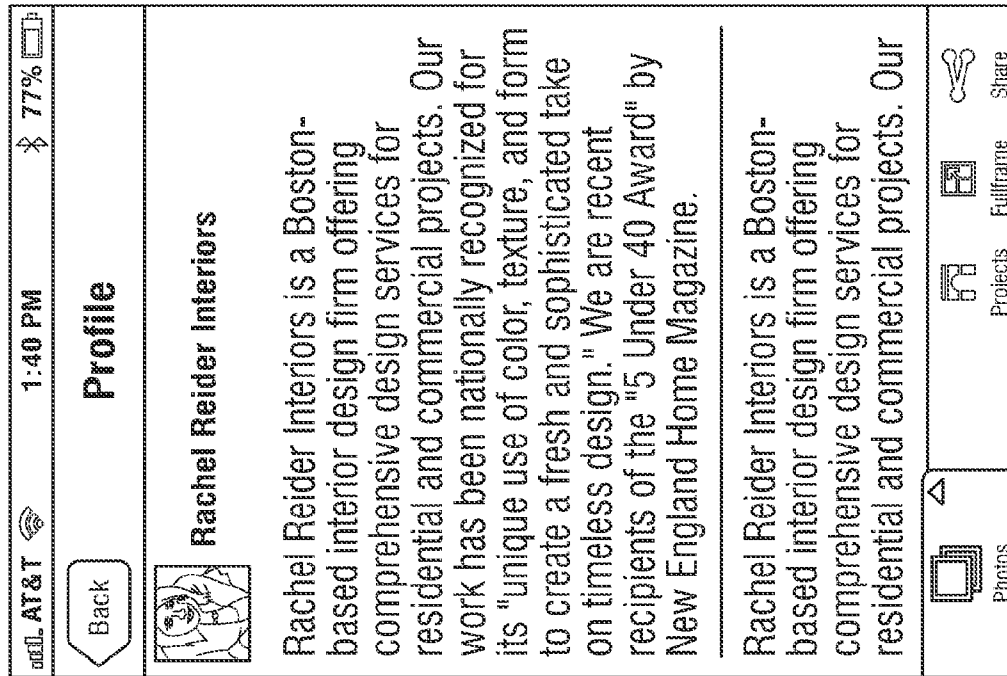 AT&T 1:40 PM 77%
Back Profile
Rachel Reider Interiors
Rachel Reider Interiors is a Boston-
based interior design firm offering
comprehensive design services for
residential and commercial projects. Our
work has been nationally recognized for
its "unique use of color, texture, and form
to create a fresh and sophisticated take
on timeless design." We are recent
recipients of the "5 Under 40 Award" by
New England Home Magazine.
Rachel Reider Interiors is a Boston-
based interior design firm offering
comprehensive design services for
residential and commercial projects. Our
Photos Projects Fullframe Share